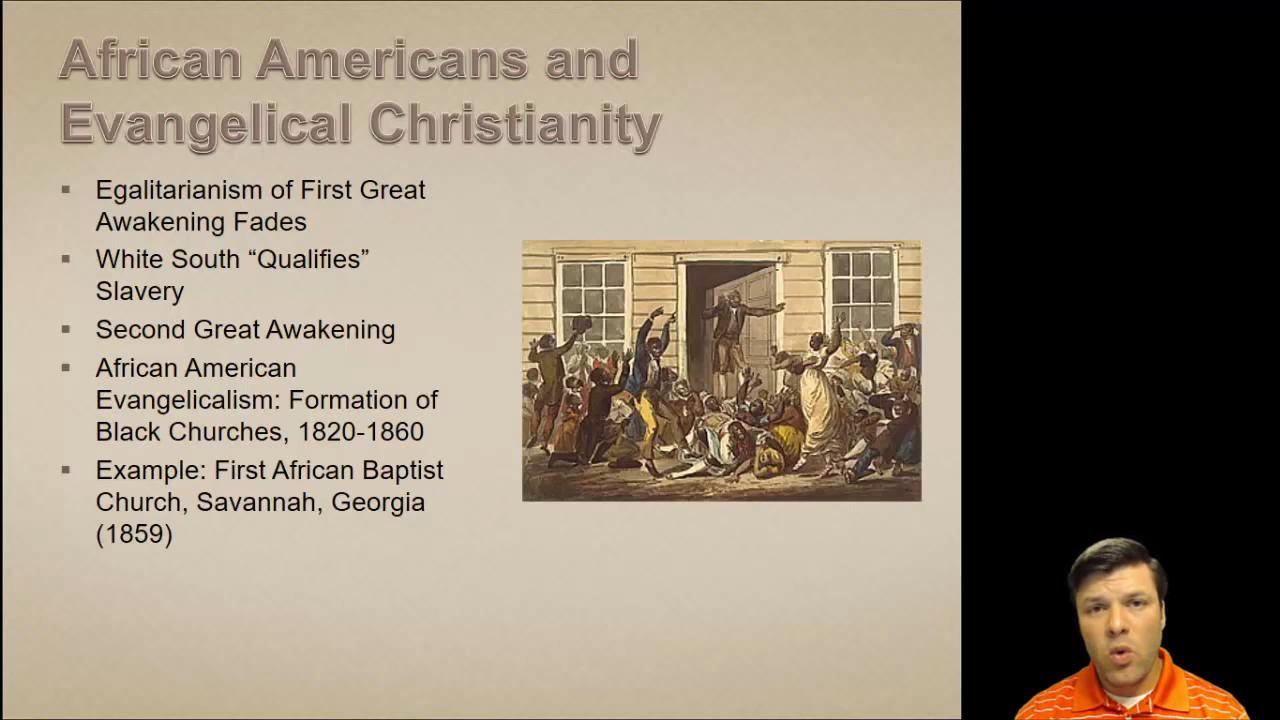 African Americans and
Evangelical Christianity
▪ Egalitarianism of First Great
Awakening Fades
▪ White South “Qualifies”
Slavery
▪ Second Great Awakening
▪ African American
Evangelicalism: Formation of
Black Churches, 1820-1860
▪ Example: First African Baptist
Church, Savannah, Georgia
(1859)